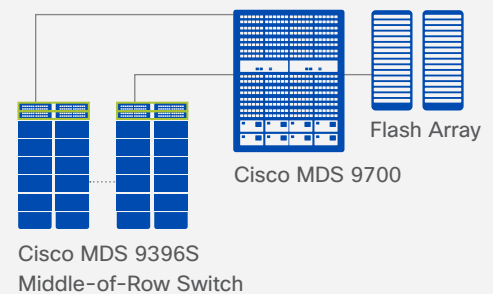 Flash Array
Cisco MDS 9700
Cisco MDS 9396S
Middle-of-Row Switch